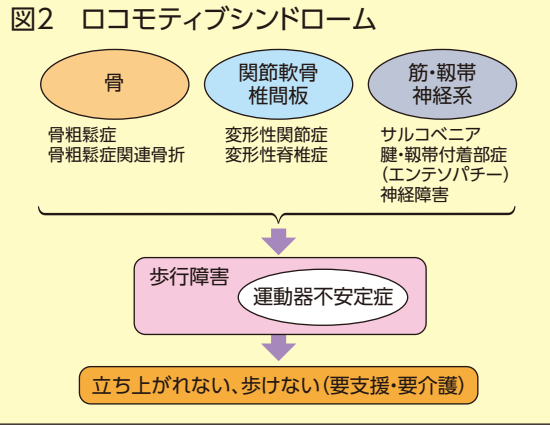 図2 ロコモティブシンドローム
骨
関節軟骨
椎間板
筋・靱帯
神経系
骨粗鬆症
骨粗鬆症関連骨折
変形性関節症
変形性脊椎症
サルコペニア
腱・靱帯付着部症
(エンテソパチー)
神経障害
歩行障害
運動器不安定症
立ち上がれない、歩けない(要支援・要介護)